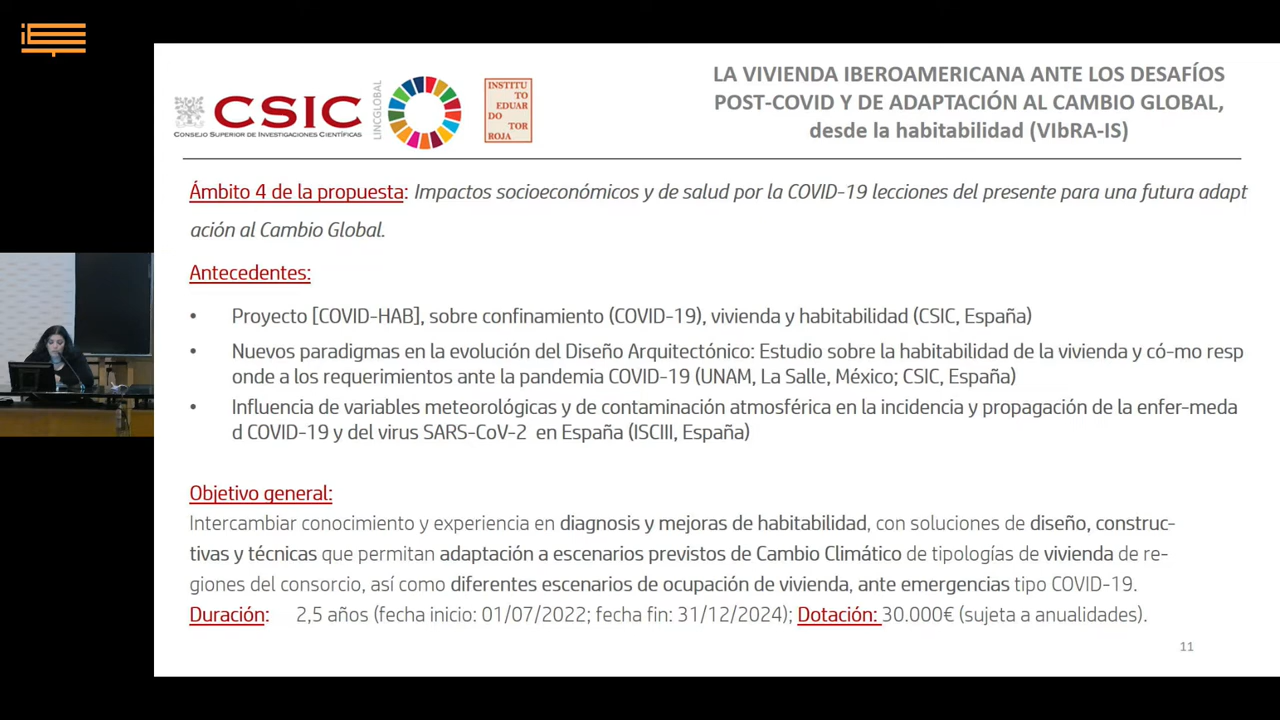 LA VIVIENDA IBEROAMERICANA ANTE LOS DESAFÍOS
POST-COVID Y DE ADAPTACIÓN AL CAMBIO GLOBAL,
desde la habitabilidad (VIbRA-IS)
CSIC
CONSEJO SUPERIOR DE INVESTIGACIONES CIENTÍFICAS
LINCGLOBAL
INSTITU
TO
EDUAR
DO
TOR
ROJA
Ámbito 4 de la propuesta: Impactos socioeconómicos y de salud por la COVID-19 lecciones del presente para una futura adapt
ación al Cambio Global.
Antecedentes:
• Proyecto [COVID-HAB], sobre confinamiento (COVID-19), vivienda y habitabilidad (CSIC, España)
• Nuevos paradigmas en la evolución del Diseño Arquitectónico: Estudio sobre la habitabilidad de la vivienda y có-mo resp
onde a los requerimientos ante la pandemia COVID-19 (UNAM, La Salle, México; CSIC, España)
• Influencia de variables meteorológicas y de contaminación atmosférica en la incidencia y propagación de la enfer-meda
d COVID-19 y del virus SARS-CoV-2 en España (ISCIII, España)
Objetivo general:
Intercambiar conocimiento y experiencia en diagnosis y mejoras de habitabilidad, con soluciones de diseño, construc-
tivas y técnicas que permitan adaptación a escenarios previstos de Cambio Climático de tipologías de vivienda de re-
giones del consorcio, así como diferentes escenarios de ocupación de vivienda, ante emergencias tipo COVID-19.
Duración: 2,5 años (fecha inicio: 01/07/2022; fecha fin: 31/12/2024); Dotación: 30.000€ (sujeta a anualidades).
11